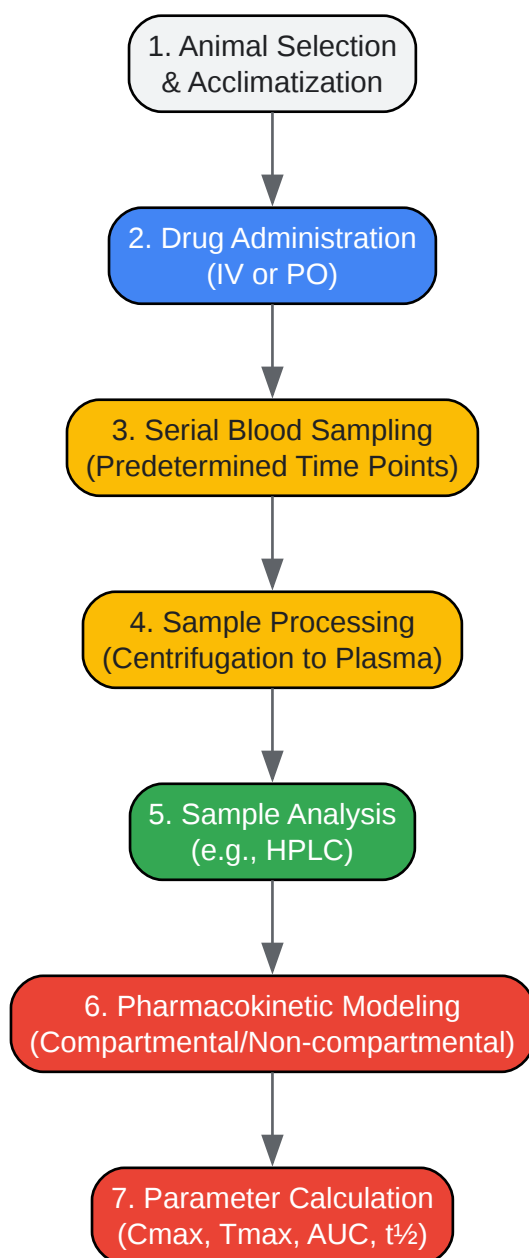 1. Animal Selection
& Acclimatization
2. Drug Administration
(IV or PO)
3. Serial Blood Sampling
(Predetermined Time Points)
4. Sample Processing
(Centrifugation to Plasma)
5. Sample Analysis
(e.g., HPLC)
6. Pharmacokinetic Modeling
(Compartmental/Non-compartmental)
7. Parameter Calculation
(Cmax, Tmax, AUC, t½)